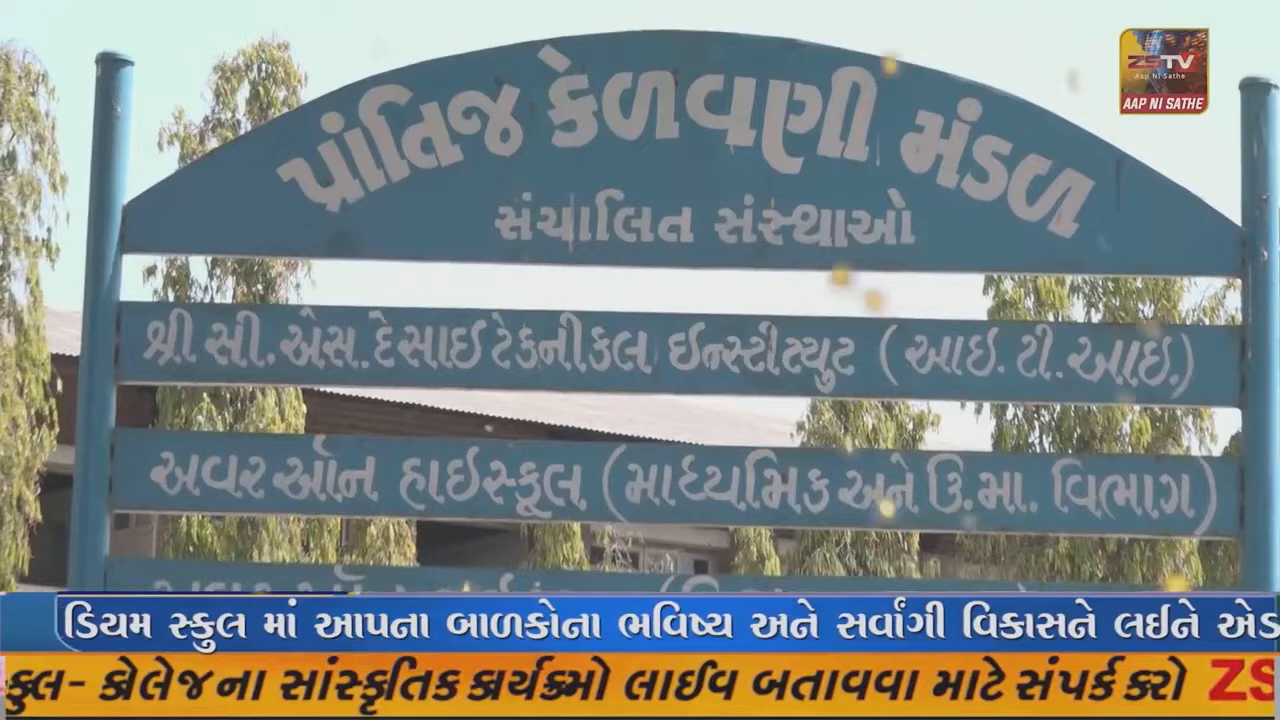 ZSTV
Aap Ni Sathe
AAP NI SATHE
પ્રાંતિજ કેળવણી મંડળ
સંચાલિત સંસ્થાઓ
શ્રી સી. એસ. દેસાઇ ટેકનીકલ ઇન્સ્ટીટ્યુટ (આઇ. ટી. આઇ.)
અવર ઑન હાઇસ્કૂલ (માધ્યમિક અને ઉ.મા. વિભાગ)
ડિયમ સ્કુલ માં આપના બાળકોના ભવિષ્ય અને સર્વાંગી વિકાસને લઈને એડ
કુલ- કોલેજના સાંસ્કૃતિક કાર્યક્રમો લાઈવ બતાવવા માટે સંપર્ક કરો ZS